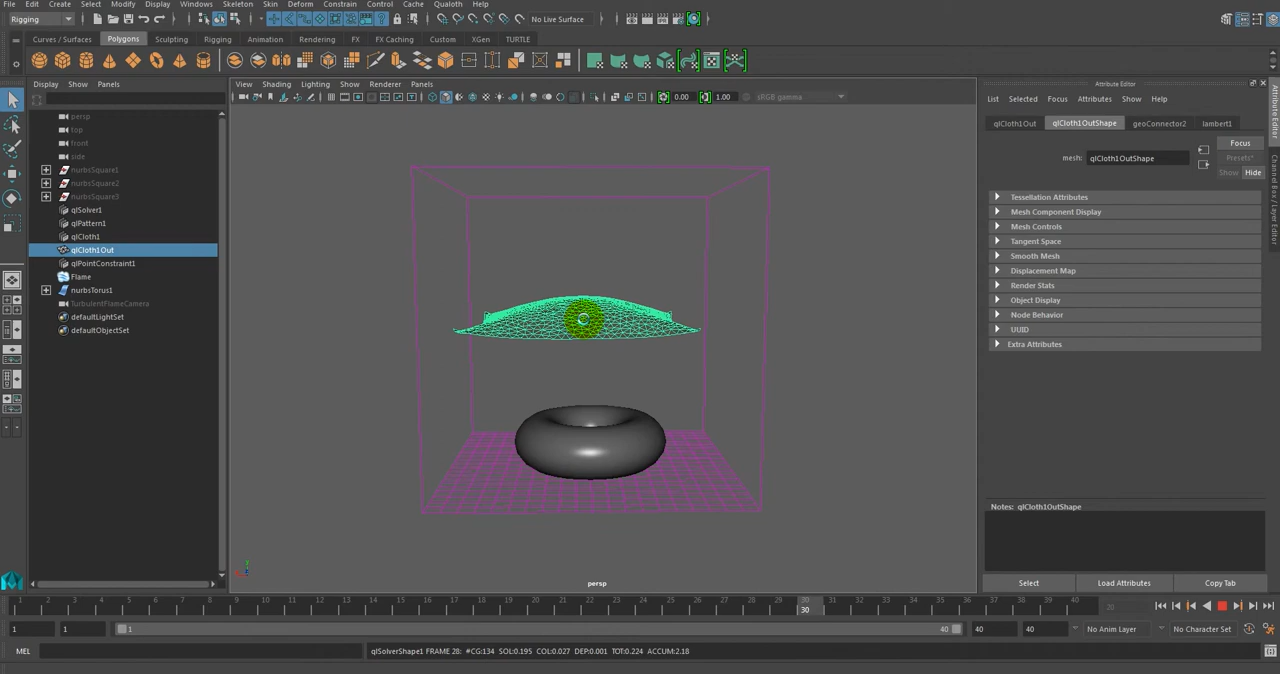 File Edit Create Select Modify Display Windows Skeleton Skin Deform Constrain Control Cache Qualoth Help
Rigging
No Live Surface
Curves / Surfaces Polygons Sculpting Rigging Animation FX FX Caching Custom XGen TURTLE
Display Show Panels
View Shading Lighting Show Renderer Panels
0.00 1.00 sRGB gamma
persp
top
front
side
nurbsSquare1
nurbsSquare2
nurbsSquare3
qlSolver1
qlPattern1
qlCloth1
qlCloth1Out
qlPointConstraint1
Flame
nurbsTorus1
TurbulentFlameCamera
defaultLightSet
defaultObjectSet
persp
Attribute Editor
List Selected Focus Attributes Show Help
qlCloth1Out qlCloth1OutShape geoConnector2 lambert1
mesh: qlCloth1OutShape
Focus
Presets*
Show Hide
Tessellation Attributes
Mesh Component Display
Mesh Controls
Tangent Space
Smooth Mesh
Displacement Map
Render Stats
Object Display
Node Behavior
UUID
Extra Attributes
Notes: qlCloth1OutShape
Select Load Attributes Copy Tab
Attribute Editor
Channel Box / Layer Editor
1 2 3 4 5 6 7 8 9 10 11 12 13 14 15 16 17 18 19 20 21 22 23 24 25 26 27 28 29 30 31 32 33 34 35 36 37 38 39 40
30
30
1 1 1 40 40 40 No Anim Layer No Character Set
MEL qlSolverShape1 FRAME 28: #CG:134 SOL:0.195 COL:0.027 DEP:0.001 TOT:0.224 ACCUM:2.18